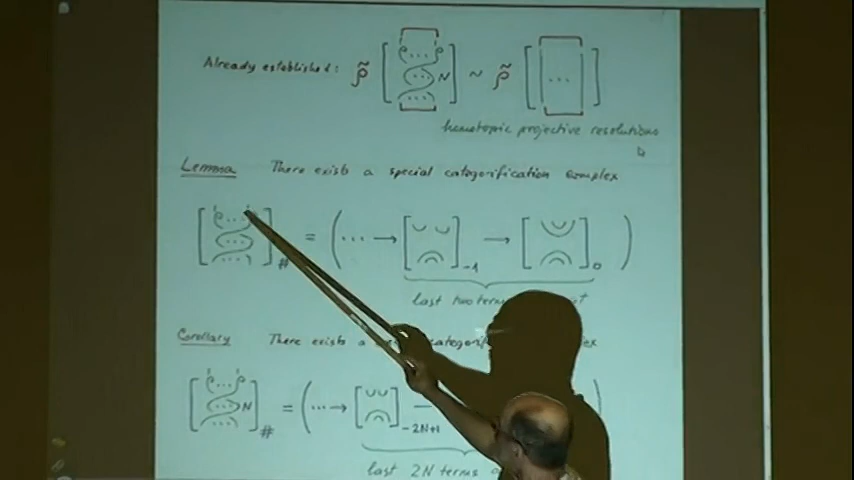 Already established: ρ̃ [ ... N ] ~ ρ̃ [ ... ]
homotopic projective resolutions
Lemma There exists a special categorification complex
[ ... ]# = ( ... → [ ]-1 → [ ]0 )
last two terms
Corollary There exists a
[ ... N ]# = ( ... → [ ]-2N+1
last 2N terms